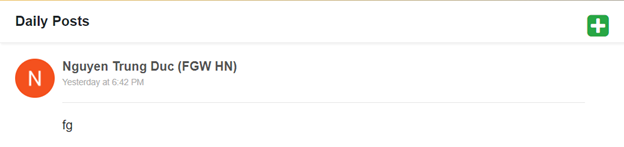 Daily Posts
N
Nguyen Trung Duc (FGW HN)
Yesterday at 6:42 PM
fg